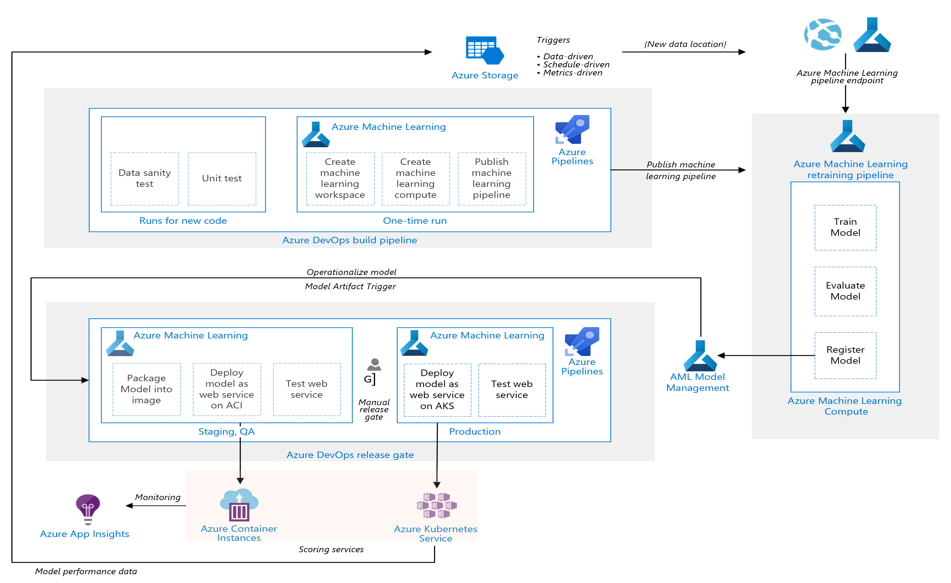 Triggers
• Data-driven
• Schedule-driven
• Metrics-driven
Azure Storage
(New data location)
Azure Machine Learning
pipeline endpoint
Azure Machine Learning
Data sanity
test
Unit test
Runs for new code
Create
machine
learning
workspace
Create
machine
learning
compute
Publish
machine
learning
pipeline
One-time run
Azure
Pipelines
Azure DevOps build pipeline
Publish machine
learning pipeline
Azure Machine Learning
retraining pipeline
Train
Model
Evaluate
Model
Register
Model
Azure Machine Learning
Compute
Operationalize model
Model Artifact Trigger
AML Model
Management
Azure Machine Learning
Package
Model into
image
Deploy
model as
web service
on ACI
Test web
service
Staging, QA
G]
Manual
release
gate
Azure Machine Learning
Deploy
model as
web service
on AKS
Test web
service
Production
Azure
Pipelines
Azure DevOps release gate
Monitoring
Azure App Insights
Azure Container
Instances
Azure Kubernetes
Service
Scoring services
Model performance data